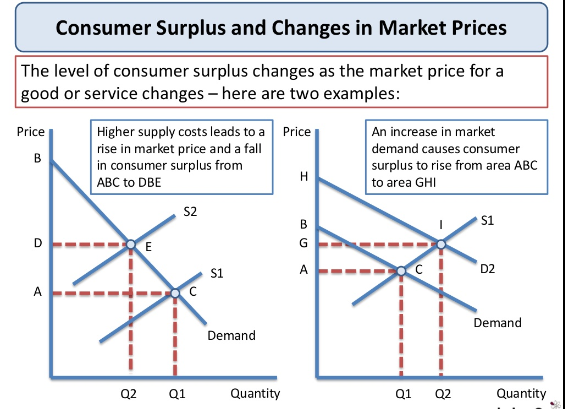 Consumer Surplus and Changes in Market Prices
The level of consumer surplus changes as the market price for a
good or service changes – here are two examples:
Price
Higher supply costs leads to a
rise in market price and a fall
in consumer surplus from
ABC to DBE
B
S2
D
E
S1
A
C
Demand
Q2
Q1
Quantity
Price
An increase in market
demand causes consumer
surplus to rise from area ABC
to area GHI
H
B
I
S1
G
D2
A
C
Demand
Q1
Q2
Quantity